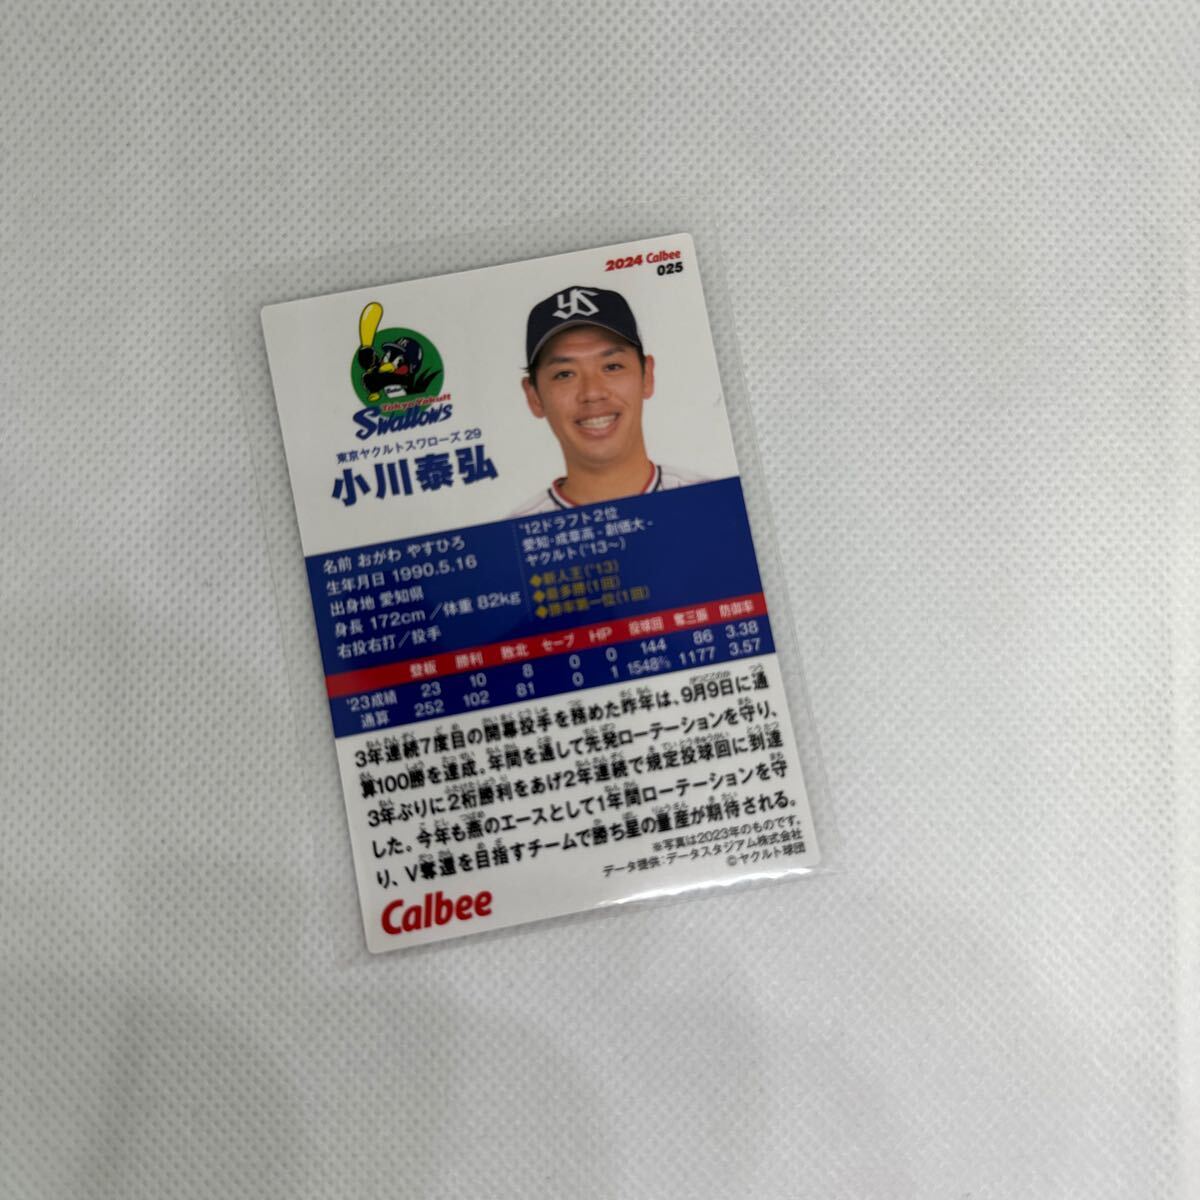 2024 Calbee
025
YS
Tokyo Yakult
Swallows
東京ヤクルトスワローズ 29
小川泰弘
名前 おがわ やすひろ
生年月日 1990.5.16
出身地 愛知県
身長 172cm／体重 82kg
右投右打／投手
'12ドラフト2位
愛知・成章高 - 創価大 -
ヤクルト('13～)
◆新人王('13)
◆最多勝(1回)
◆勝率第一位(1回)
登板 勝利 敗北 セーブ HP 投球回 奪三振 防御率
'23成績 23 10 8 0 0 144 86 3.38
通算 252 102 81 0 1 1548⅔ 1177 3.57
3年連続7度目の開幕投手を務めた昨年は、9月9日に通
算100勝を達成。年間を通して先発ローテーションを守り、
3年ぶりに2桁勝利をあげ2年連続で規定投球回に到達
した。今年も燕のエースとして1年間ローテーションを守
り、V奪還を目指すチームで勝ち星の量産が期待される。
※写真は2023年のものです。
データ提供：データスタジアム株式会社
©ヤクルト球団
Calbee